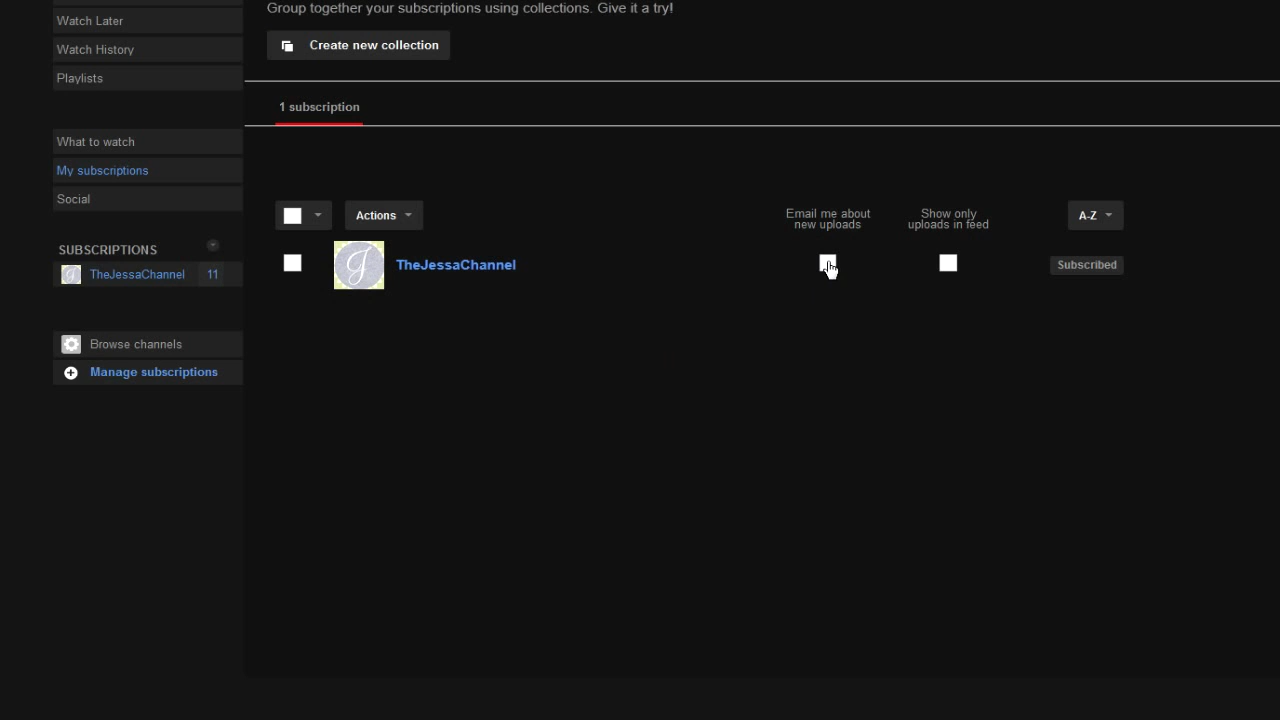 Group together your subscriptions using collections. Give it a try!
Create new collection
Watch Later
Watch History
Playlists
What to watch
My subscriptions
Social
SUBSCRIPTIONS
TheJessaChannel 11
Browse channels
Manage subscriptions
1 subscription
Actions
Email me about
new uploads
Show only
uploads in feed
A-Z
J
TheJessaChannel
Subscribed